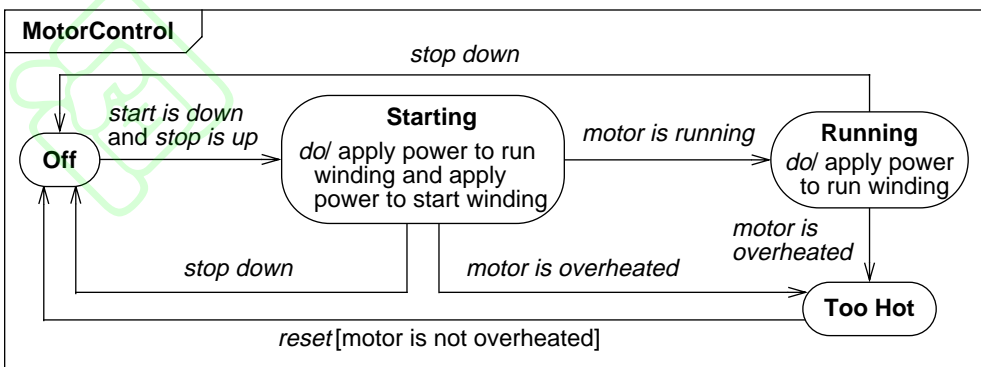 MotorControl
stop down
start is down
and stop is up
Off
Starting
do/ apply power to run
winding and apply
power to start winding
motor is running
Running
do/ apply power
to run winding
stop down
motor is overheated
motor is
overheated
Too Hot
reset [motor is not overheated]